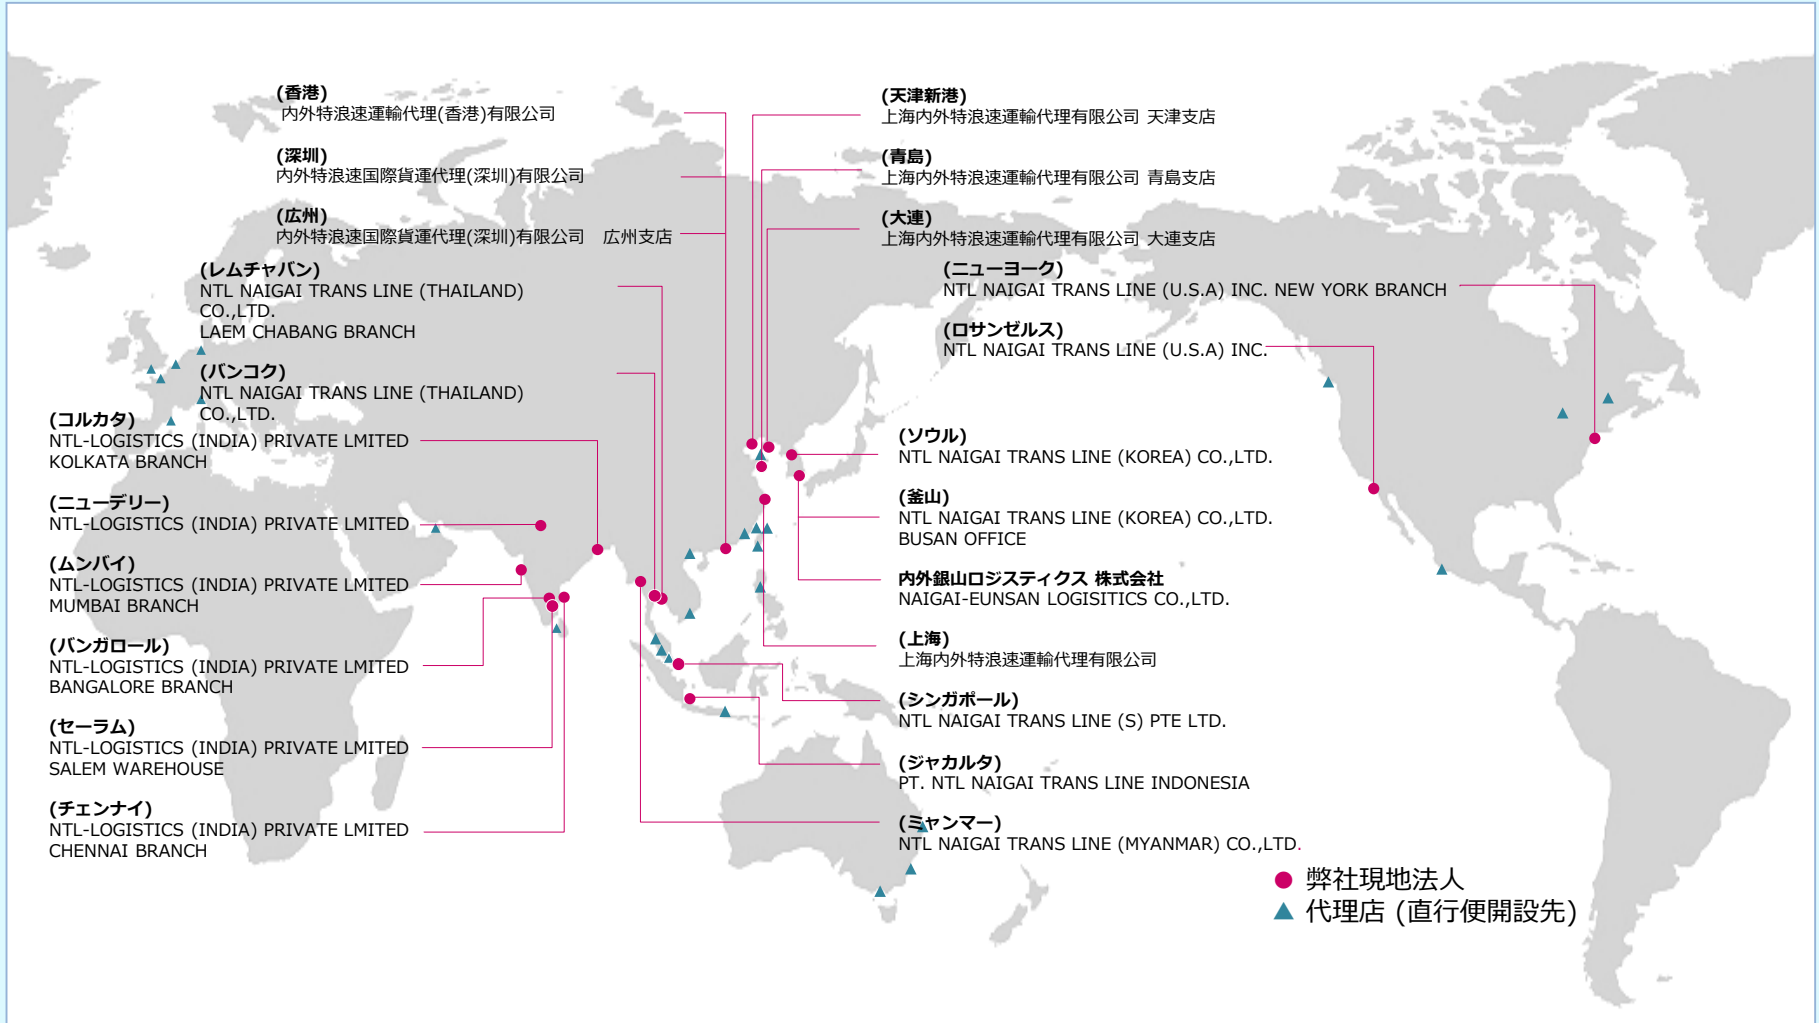 (香港)
内外特浪速運輸代理(香港)有限公司
(深圳)
内外特浪速国際貨運代理(深圳)有限公司
(広州)
内外特浪速国際貨運代理(深圳)有限公司 広州支店
(レムチャバン)
NTL NAIGAI TRANS LINE (THAILAND)
CO.,LTD.
LAEM CHABANG BRANCH
(バンコク)
NTL NAIGAI TRANS LINE (THAILAND)
CO.,LTD.
(コルカタ)
NTL-LOGISTICS (INDIA) PRIVATE LMITED
KOLKATA BRANCH
(ニューデリー)
NTL-LOGISTICS (INDIA) PRIVATE LMITED
(ムンバイ)
NTL-LOGISTICS (INDIA) PRIVATE LMITED
MUMBAI BRANCH
(バンガロール)
NTL-LOGISTICS (INDIA) PRIVATE LMITED
BANGALORE BRANCH
(セーラム)
NTL-LOGISTICS (INDIA) PRIVATE LMITED
SALEM WAREHOUSE
(チェンナイ)
NTL-LOGISTICS (INDIA) PRIVATE LMITED
CHENNAI BRANCH
(天津新港)
上海内外特浪速運輸代理有限公司 天津支店
(青島)
上海内外特浪速運輸代理有限公司 青島支店
(大連)
上海内外特浪速運輸代理有限公司 大連支店
(ニューヨーク)
NTL NAIGAI TRANS LINE (U.S.A) INC. NEW YORK BRANCH
(ロサンゼルス)
NTL NAIGAI TRANS LINE (U.S.A) INC.
(ソウル)
NTL NAIGAI TRANS LINE (KOREA) CO.,LTD.
(釜山)
NTL NAIGAI TRANS LINE (KOREA) CO.,LTD.
BUSAN OFFICE
内外銀山ロジスティクス 株式会社
NAIGAI-EUNSAN LOGISITICS CO.,LTD.
(上海)
上海内外特浪速運輸代理有限公司
(シンガポール)
NTL NAIGAI TRANS LINE (S) PTE LTD.
(ジャカルタ)
PT. NTL NAIGAI TRANS LINE INDONESIA
(ミャンマー)
NTL NAIGAI TRANS LINE (MYANMAR) CO.,LTD.
弊社現地法人
代理店 (直行便開設先)